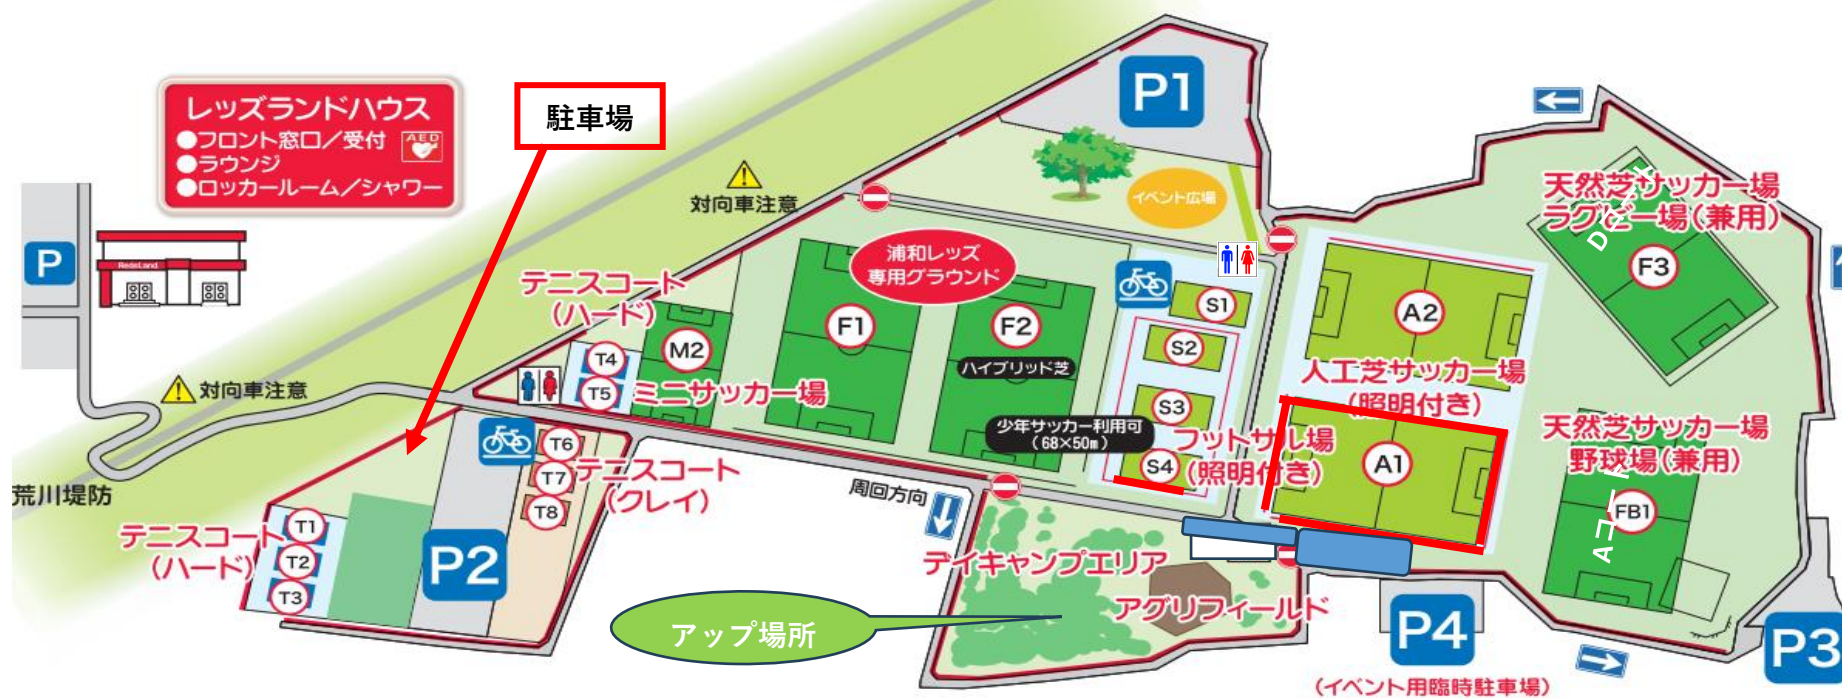 レッズランドハウス
●フロント窓口／受付 AED
●ラウンジ
●ロッカールーム／シャワー
駐車場
P1
イベント広場
対向車注意
P
RedsLand
浦和レッズ
専用グラウンド
テニスコート
(ハード)
F1
F2
ハイブリッド芝
少年サッカー利用可
(68×50m)
M2
ミニサッカー場
T4
T5
対向車注意
荒川堤防
S1
S2
S3
S4
フットサル場
(照明付き)
A2
人工芝サッカー場
(照明付き)
A1
天然芝サッカー場
ラグビー場(兼用)
F3
天然芝サッカー場
野球場(兼用)
FB1
Aコート
T6
T7
T8
テニスコート
(クレイ)
テニスコート
(ハード)
T1
T2
T3
P2
周回方向
デイキャンプエリア
アグリフィールド
アップ場所
P4
(イベント用臨時駐車場)
P3